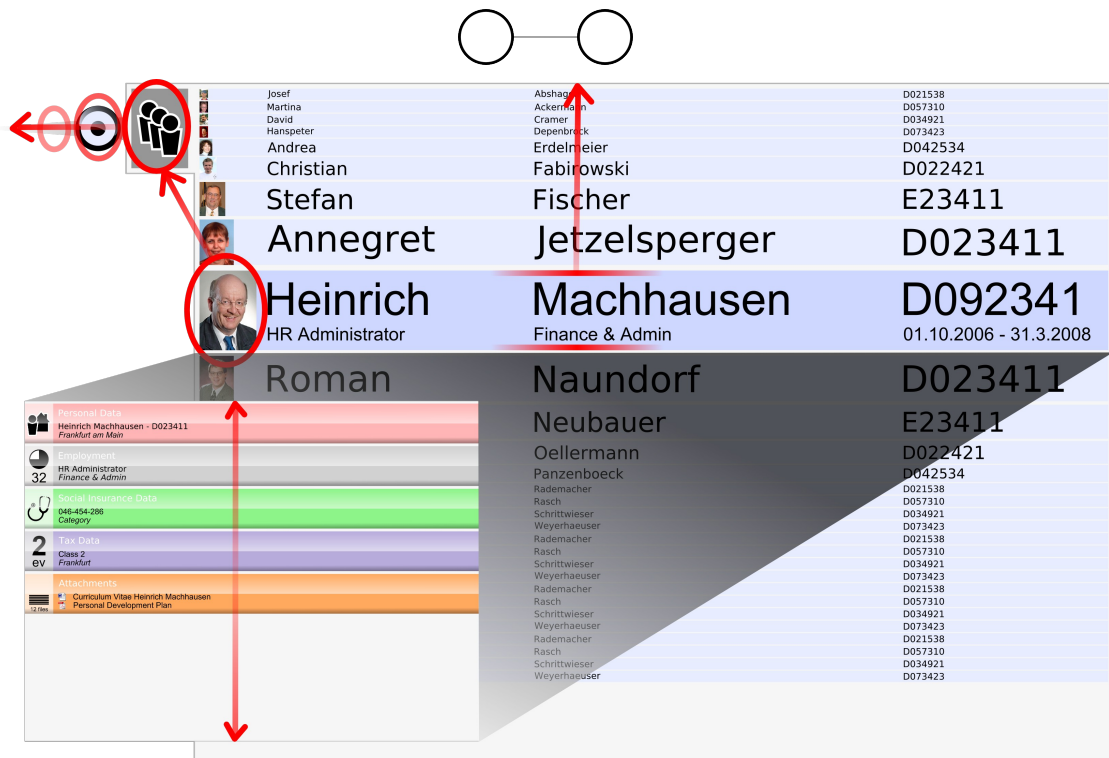 Josef Abshagen D021538
Martina Ackermann D057310
David Cramer D034921
Hanspeter Depenbrock D073423
Andrea Erdelmeier D042534
Christian Fabirowski D022421
Stefan Fischer E23411
Annegret Jetzelsperger D023411
Heinrich Machhausen D092341
HR Administrator Finance & Admin 01.10.2006 - 31.3.2008
Roman Naundorf D023411
Neubauer E23411
Oellermann D022421
Panzenboeck D042534
Rademacher D021538
Rasch D057310
Schrittwieser D034921
Weyerhaeuser D073423
Rademacher D021538
Rasch D057310
Schrittwieser D034921
Weyerhaeuser D073423
Rademacher D021538
Rasch D057310
Schrittwieser D034921
Weyerhaeuser D073423
Rademacher D021538
Rasch D057310
Schrittwieser D034921
Weyerhaeuser D073423
Personal Data
Heinrich Machhausen - D023411
Frankfurt am Main
Employment
HR Administrator
Finance & Admin
32
Social Insurance Data
046-454-286
Category
Tax Data
Class 2
Frankfurt
2
ev
Attachments
Curriculum Vitae Heinrich Machhausen
Personal Development Plan
12 files